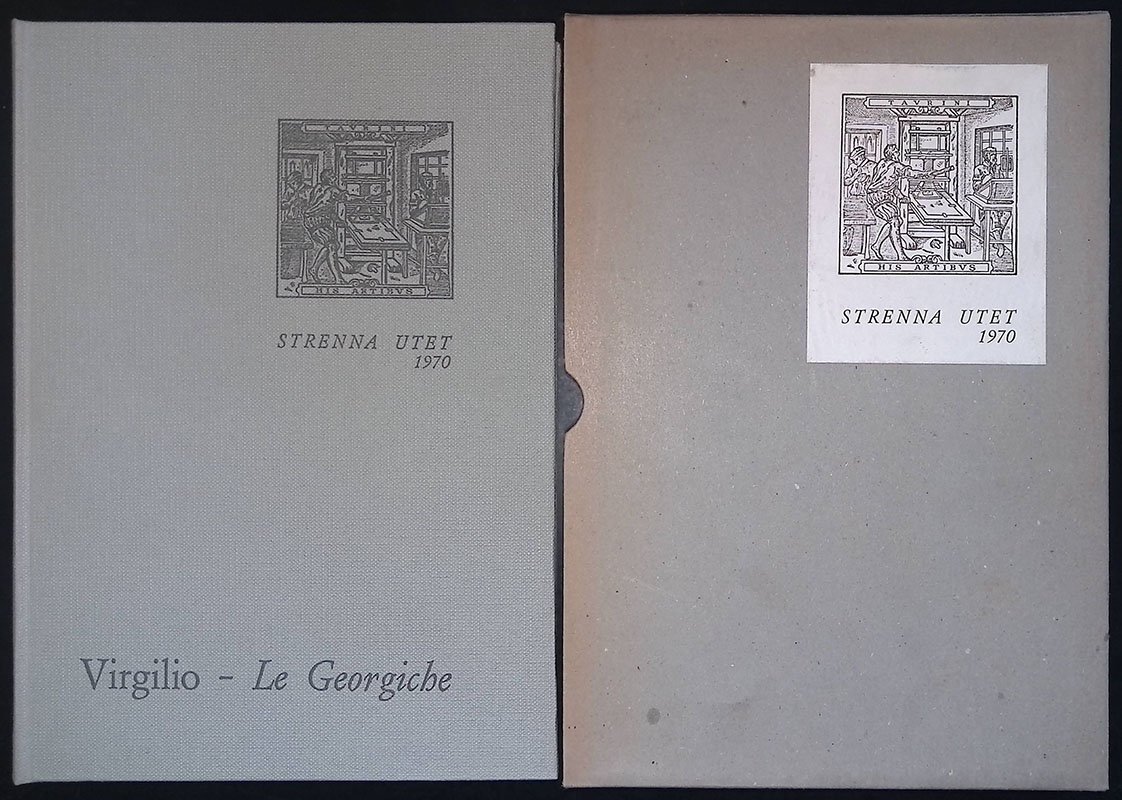 TAVRINI
HIS ARTIBVS
STRENNA UTET
1970
Virgilio - Le Georgiche
TAVRINI
HIS ARTIBVS
STRENNA UTET
1970